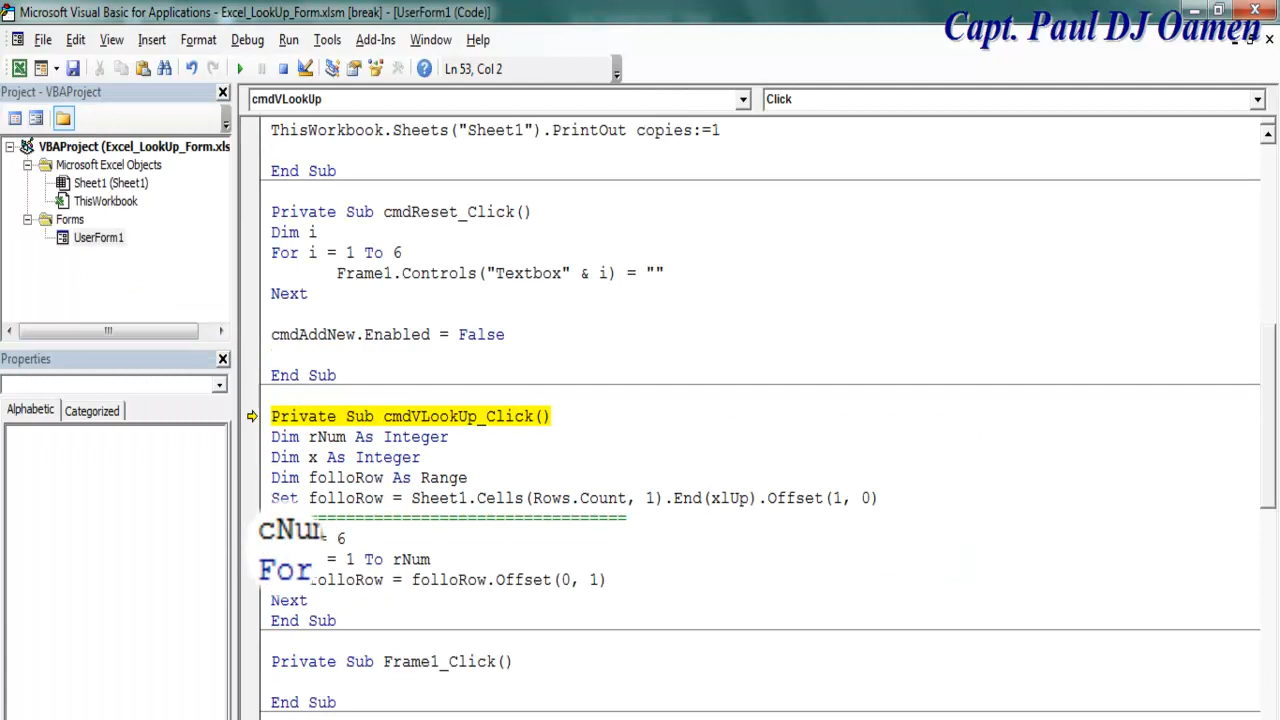 Microsoft Visual Basic for Applications - Excel_LookUp_Form.xlsm [break] - [UserForm1 (Code)]
Capt. Paul DJ Oamen
File Edit View Insert Format Debug Run Tools Add-Ins Window Help
Ln 53, Col 2
Project - VBAProject
cmdVLookUp
Click
VBAProject (Excel_LookUp_Form.xls
Microsoft Excel Objects
Sheet1 (Sheet1)
ThisWorkbook
Forms
UserForm1
Properties
Alphabetic Categorized
ThisWorkbook.Sheets("Sheet1").PrintOut copies:=1
End Sub
Private Sub cmdReset_Click()
Dim i
For i = 1 To 6
Frame1.Controls("Textbox" & i) = ""
Next
cmdAddNew.Enabled = False
End Sub
Private Sub cmdVLookUp_Click()
Dim rNum As Integer
Dim x As Integer
Dim folloRow As Range
Set folloRow = Sheet1.Cells(Rows.Count, 1).End(xlUp).Offset(1, 0)
================================
cNum = 6
For = 1 To rNum
folloRow = folloRow.Offset(0, 1)
Next
End Sub
Private Sub Frame1_Click()
End Sub